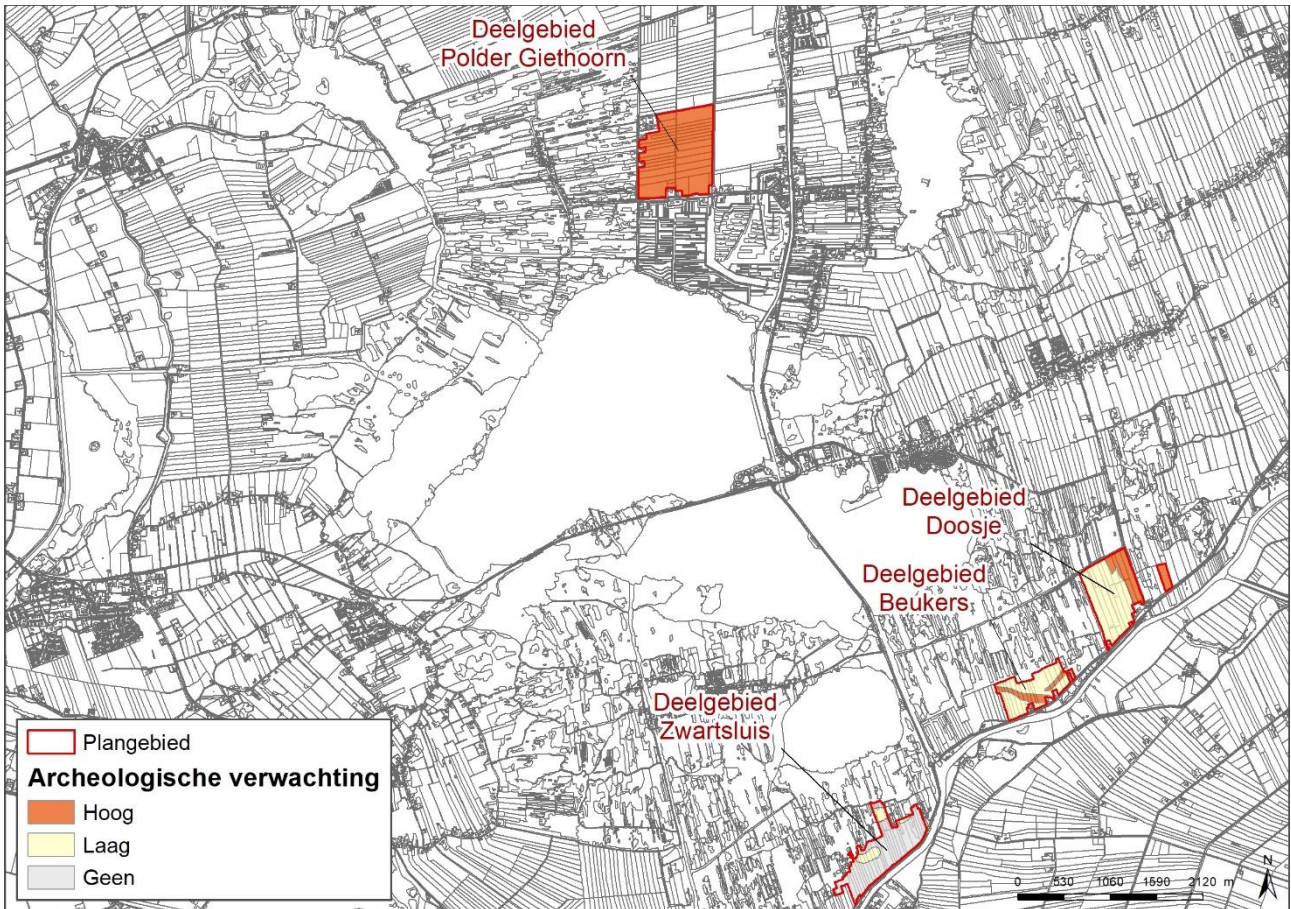 Deelgebied
Polder Giethoorn
Deelgebied
Doosje
Deelgebied
Beukers
Deelgebied
Zwartsluis
Plangebied
Archeologische verwachting
Hoog
Laag
Geen
N
0 530 1060 1590 2120 m